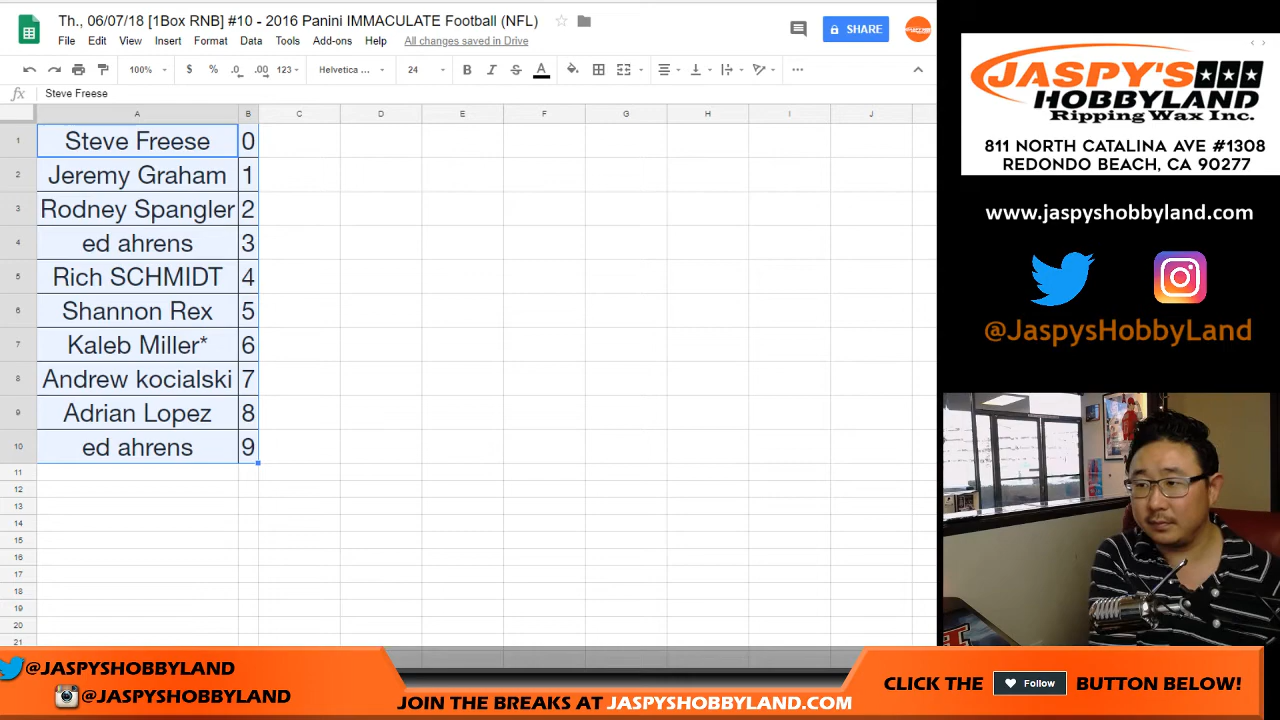 Th., 06/07/18 [1Box RNB] #10 - 2016 Panini IMMACULATE Football (NFL)
File Edit View Insert Format Data Tools Add-ons Help All changes saved in Drive
SHARE
100% $ % .0 .00 123 Helvetica ... 24 B I S A
fx Steve Freese
A B C D E F G H I J
1 Steve Freese 0
2 Jeremy Graham 1
3 Rodney Spangler 2
4 ed ahrens 3
5 Rich SCHMIDT 4
6 Shannon Rex 5
7 Kaleb Miller* 6
8 Andrew kocialski 7
9 Adrian Lopez 8
10 ed ahrens 9
11
12
13
14
15
16
17
18
19
20
21
JASPY'S
HOBBYLAND
Ripping Wax Inc.
811 NORTH CATALINA AVE #1308
REDONDO BEACH, CA 90277
www.jaspyshobbyland.com
@JaspysHobbyLand
@JASPYSHOBBYLAND
@JASPYSHOBBYLAND
JOIN THE BREAKS AT JASPYSHOBBYLAND.COM
CLICK THE Follow BUTTON BELOW!